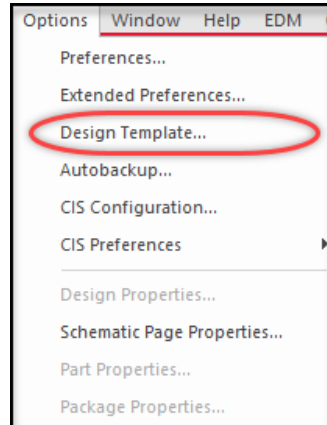 Options Window Help EDM
Preferences...
Extended Preferences...
Design Template...
Autobackup...
CIS Configuration...
CIS Preferences
Design Properties...
Schematic Page Properties...
Part Properties...
Package Properties...